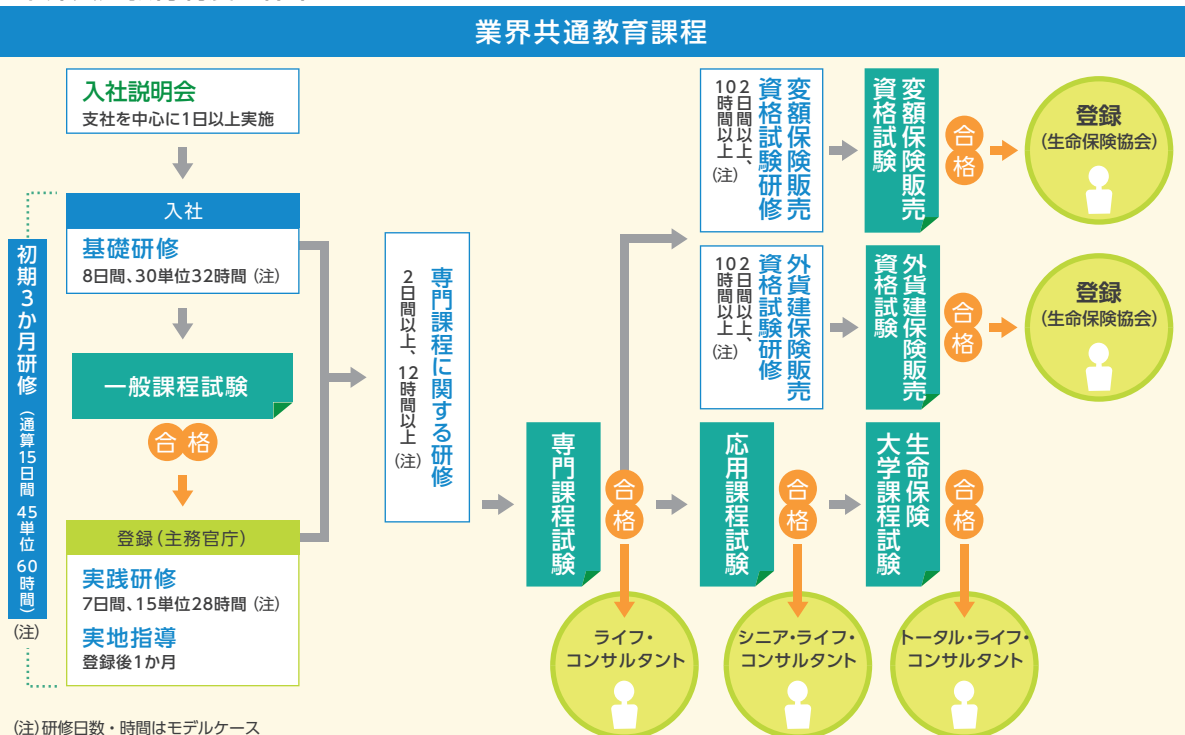 業界共通教育課程
入社説明会
支社を中心に1日以上実施
初期3か月研修(通算15日間 45単位 60時間)
(注)
入社
基礎研修
8日間、30単位32時間(注)
一般課程試験
合格
登録(主務官庁)
実践研修
7日間、15単位28時間(注)
実地指導
登録後1か月
専門課程に関する研修
2日間以上、12時間以上(注)
変額保険販売
資格試験研修
2日間以上、
10時間以上
(注)
変額保険販売
資格試験
合格
登録
(生命保険協会)
外貨建保険販売
資格試験研修
2日間以上、
10時間以上
(注)
外貨建保険販売
資格試験
合格
登録
(生命保険協会)
専門課程試験
合格
ライフ・
コンサルタント
応用課程試験
合格
シニア・ライフ・
コンサルタント
生命保険
大学課程試験
合格
トータル・ライフ・
コンサルタント
(注)研修日数・時間はモデルケース